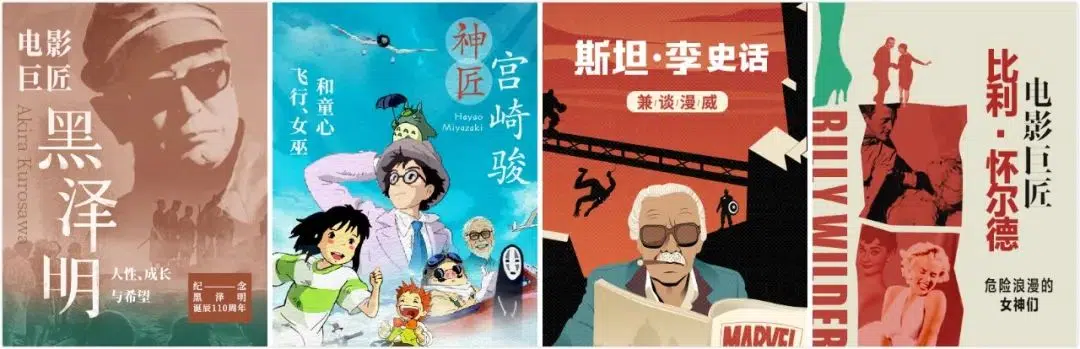 电影
巨匠
黑泽明
Akira Kurosawa
人性、成长
与希望
纪——念
黑泽明
诞辰110周年
神匠
宫崎骏
Hayao
Miyazaki
和童心
飞行、女巫
斯坦·李史话
兼/谈/漫/威
MARVEL
BILLY WILDER
电影巨匠
比利·怀尔德
危险浪漫的
女神们